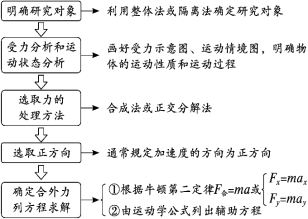 明确研究对象
利用整体法或隔离法确定研究对象
受力分析和运
动状态分析
画好受力示意图、运动情境图，明确物
体的运动性质和运动过程
选取力的
处理方法
合成法或正交分解法
选取正方向
通常规定加速度的方向为正方向
确定合外力
列方程求解
①根据牛顿第二定律F合=ma或
Fx=max
Fy=may
②由运动学公式列出辅助方程